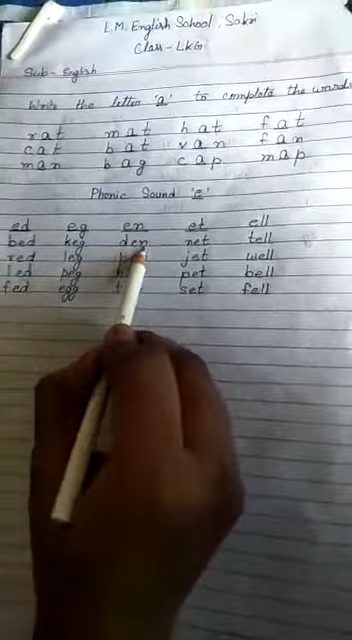 L.M. English School, Sakri
Class - LKG
Sub - English
Write the letter 'a' to complete the words
rat mat hat fat
cat bat van fan
man bag cap map
Phonic Sound 'e'
ed eg en et ell
bed keg den net tell
red leg jet well
led peg pet bell
fed egg set fell